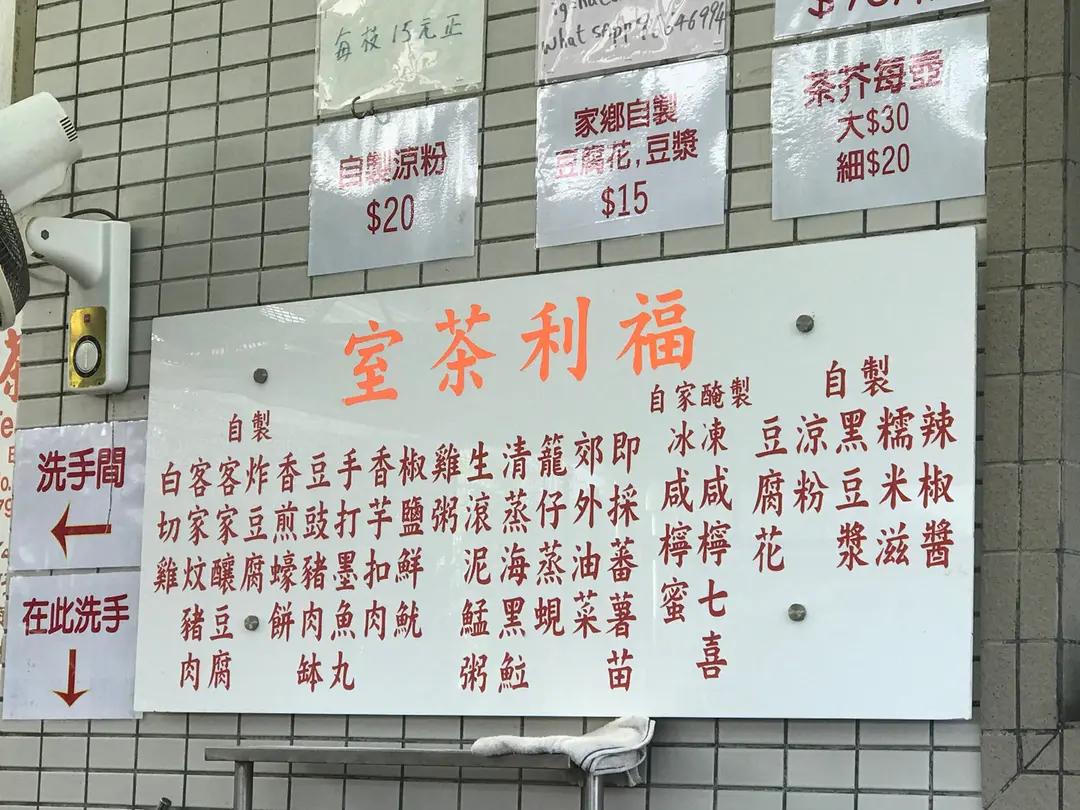 每枝15元正
自製涼粉
$20
家鄉自製
豆腐花,豆漿
$15
茶芥每壺
大$30
細$20
福利茶室
自製
辣椒醬
糯米滋
黑豆漿
涼粉
豆腐花
自家醃製
凍咸檸七喜
冰咸檸蜜
即採蕃薯苗
郊外油菜
籠仔蒸蜆
清蒸海黑𩶘
生滾泥鯭粥
雞粥
椒鹽鮮魷
香芋扣肉
手打墨魚丸
豆豉豬肉缽
香煎蠔餅
自製
炸豆腐
客家釀豆腐
客家炆豬肉
白切雞
洗手間
在此洗手